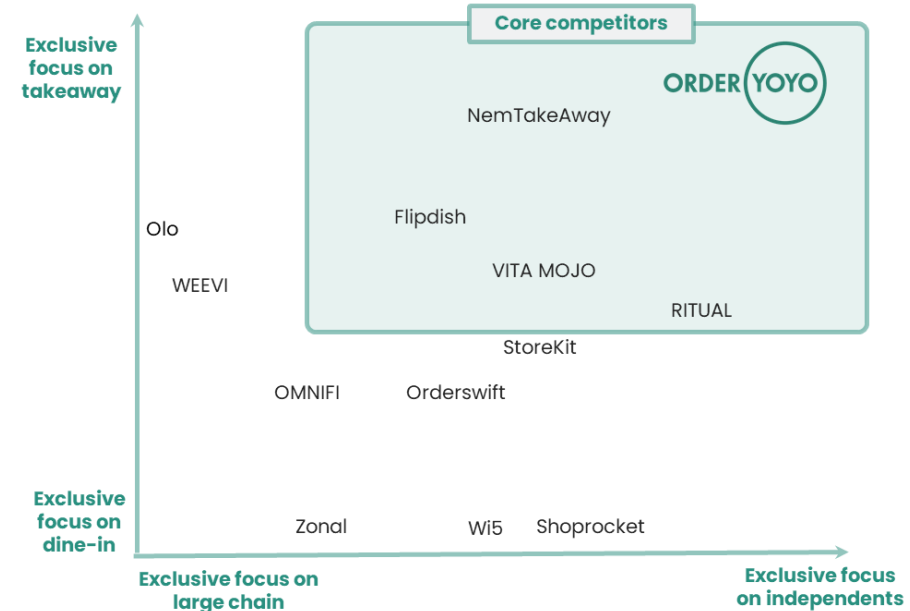 Core competitors
Exclusive
focus on
takeaway
ORDER YOYO
NemTakeAway
Flipdish
Olo
VITA MOJO
WEEVI
RITUAL
StoreKit
OMNIFI
Orderswift
Exclusive
focus on
dine-in
Zonal
Wi5
Shoprocket
Exclusive focus on
large chain
Exclusive focus
on independents